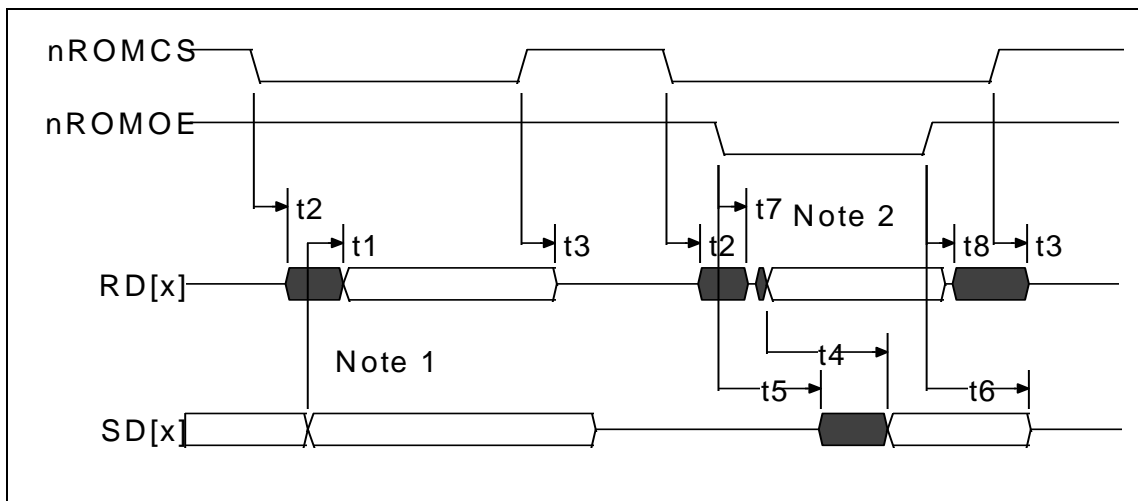 nROMCS
nROMOE
t2
t7
Note 2
t1
t3
t2
t8
t3
RD[x]
Note 1
t4
t5
t6
SD[x]